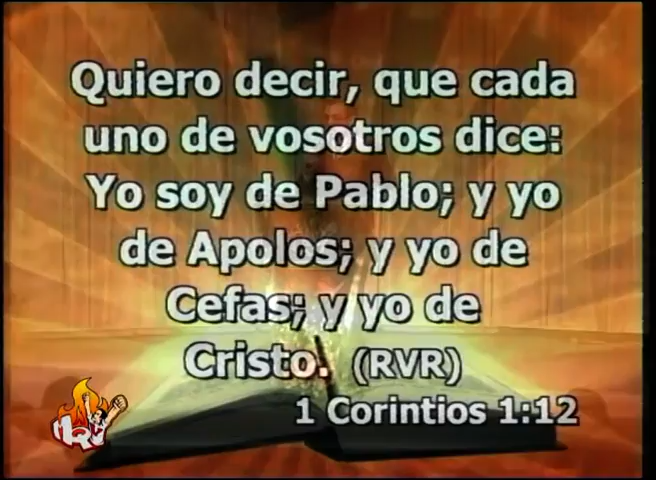 Quiero decir, que cada
uno de vosotros dice:
Yo soy de Pablo; y yo
de Apolos; y yo de
Cefas; y yo de
Cristo. (RVR)
1 Corintios 1:12